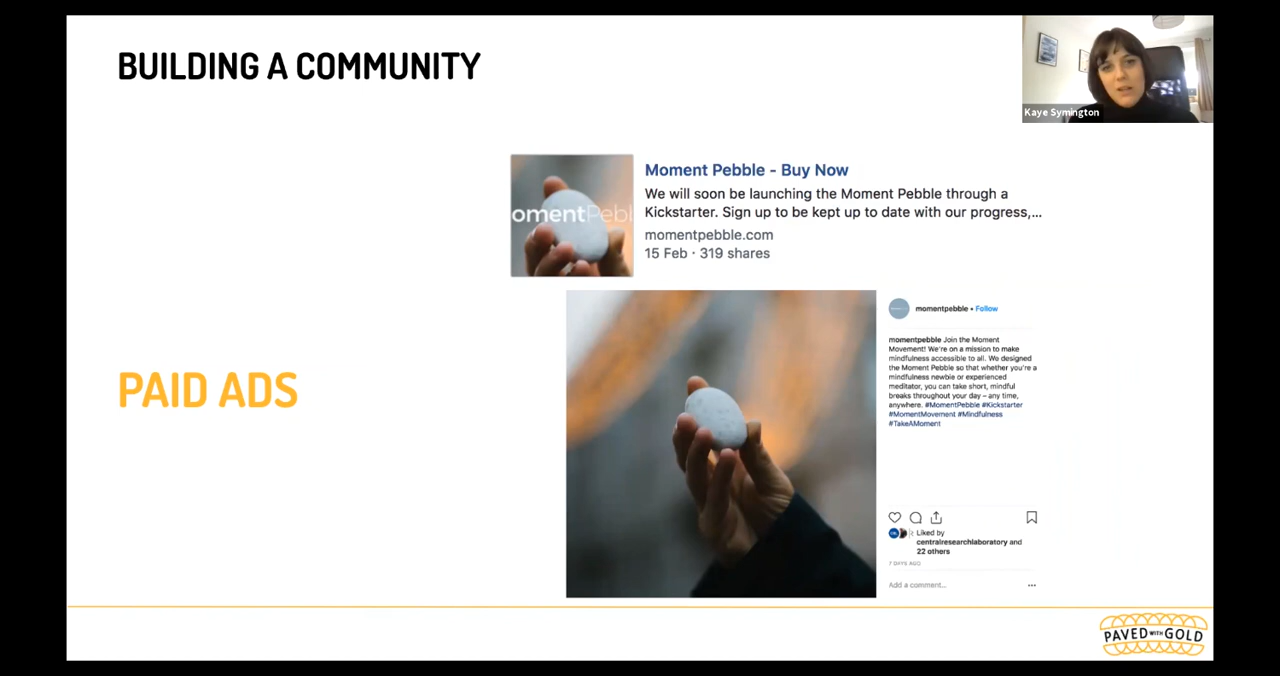 BUILDING A COMMUNITY
Kaye Symington
omentPebb
Moment Pebble - Buy Now
We will soon be launching the Moment Pebble through a
Kickstarter. Sign up to be kept up to date with our progress,...
momentpebble.com
15 Feb · 319 shares
PAID ADS
momentpebble • Follow
momentpebble Join the Moment
Movement! We're on a mission to make
mindfulness accessible to all. We designed
the Moment Pebble so that whether you're a
mindfulness newbie or experienced
meditator, you can take short, mindful
breaks throughout your day – any time,
anywhere. #MomentPebble #Kickstarter
#MomentMovement #Mindfulness
#TakeAMoment
Liked by
centralresearchlaboratory and
22 others
7 DAYS AGO
Add a comment...
PAVED WITH GOLD